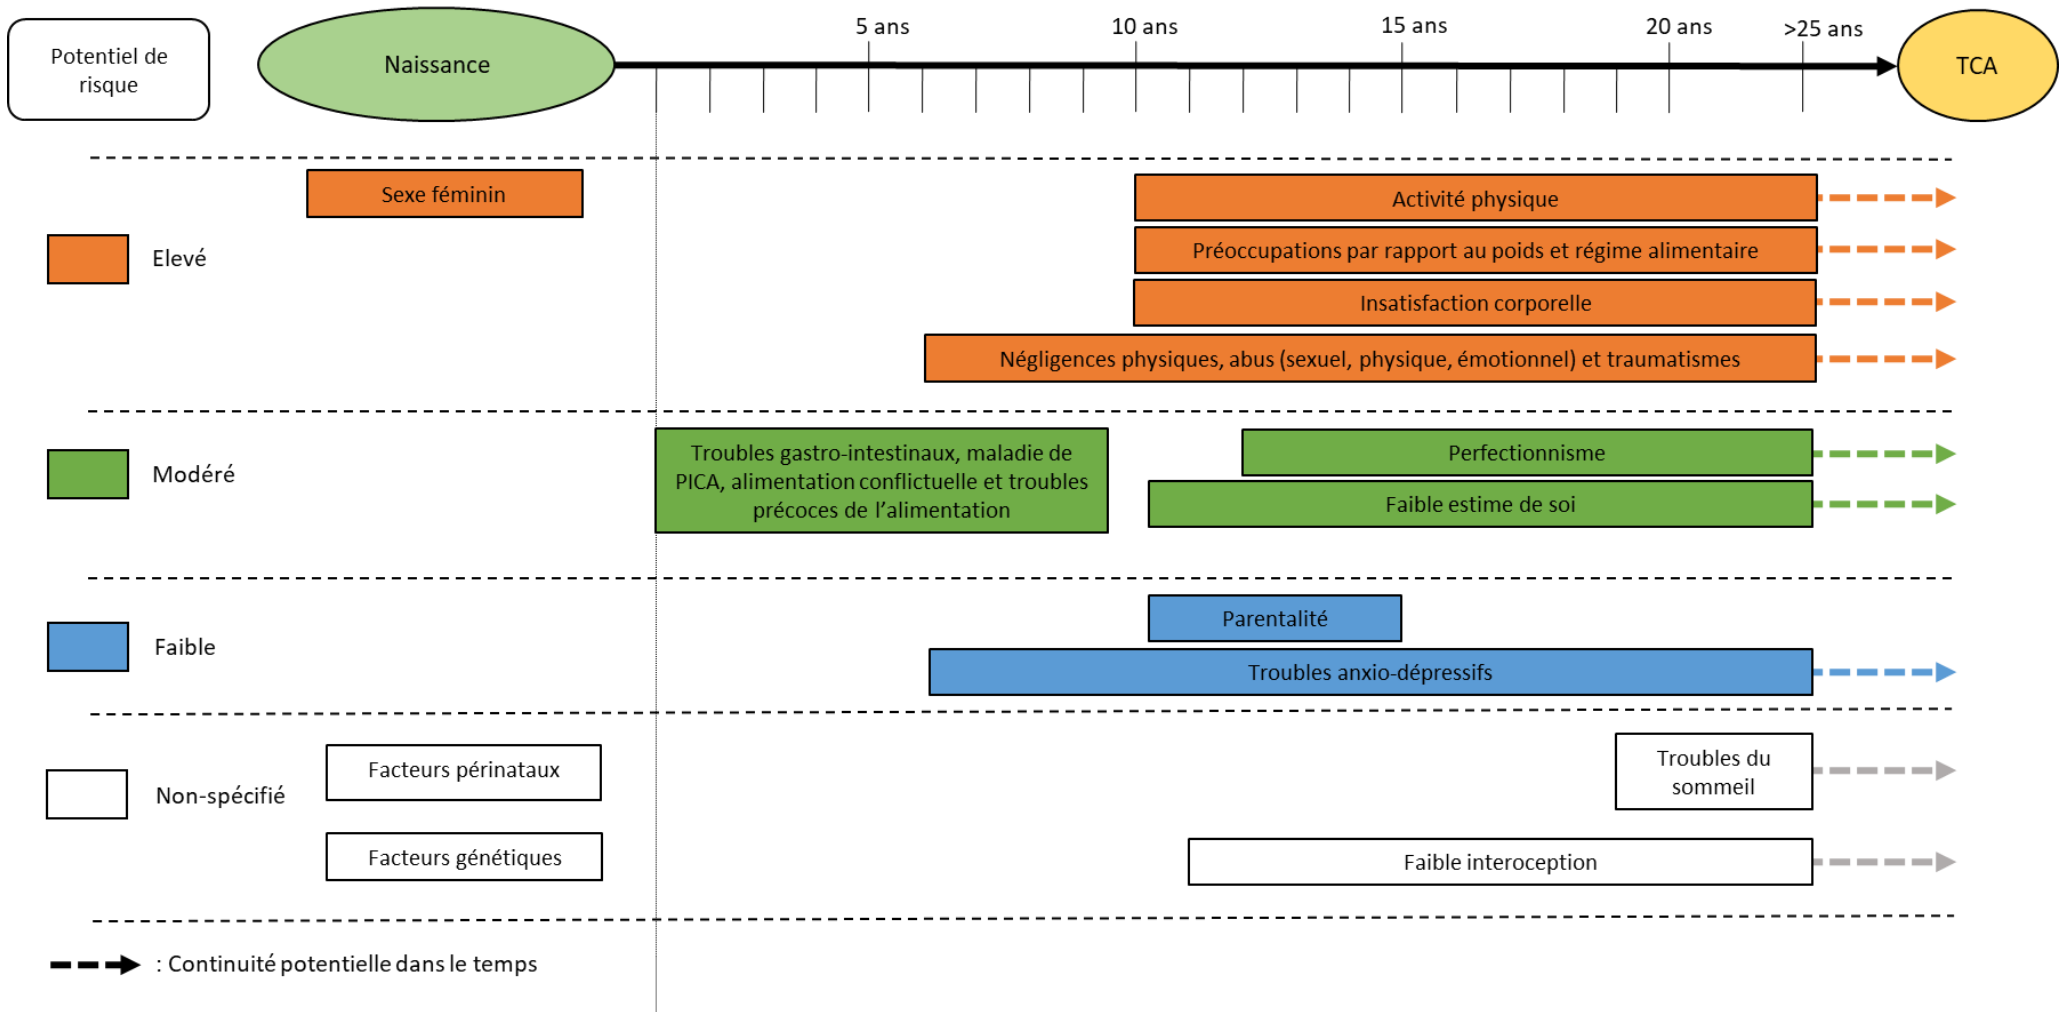 Potentiel de
risque
Naissance
5 ans
10 ans
15 ans
20 ans
>25 ans
TCA
Sexe féminin
Activité physique
Elevé
Préoccupations par rapport au poids et régime alimentaire
Insatisfaction corporelle
Négligences physiques, abus (sexuel, physique, émotionnel) et traumatismes
Modéré
Troubles gastro-intestinaux, maladie de
PICA, alimentation conflictuelle et troubles
précoces de l'alimentation
Perfectionnisme
Faible estime de soi
Faible
Parentalité
Troubles anxio-dépressifs
Non-spécifié
Facteurs périnataux
Troubles du
sommeil
Facteurs génétiques
Faible interoception
: Continuité potentielle dans le temps